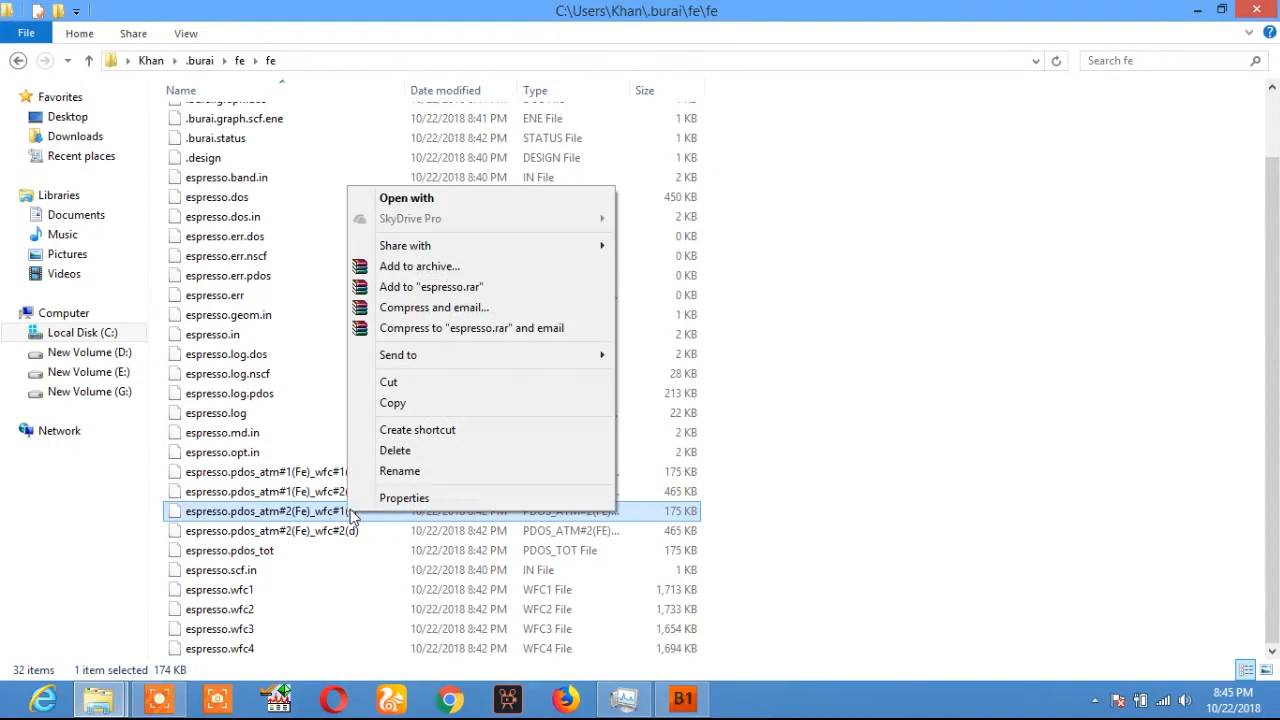 C:\Users\Khan\.burai\fe\fe
File Home Share View
Khan .burai fe fe Search fe
Name Date modified Type Size
Favorites
Desktop
Downloads
Recent places
Libraries
Documents
Music
Pictures
Videos
Computer
Local Disk (C:)
New Volume (D:)
New Volume (E:)
New Volume (G:)
Network
.burai.graph.scf.ene 10/22/2018 8:41 PM ENE File 1 KB
.burai.status 10/22/2018 8:42 PM STATUS File 1 KB
.design 10/22/2018 8:40 PM DESIGN File 1 KB
espresso.band.in 10/22/2018 8:40 PM IN File 2 KB
espresso.dos 450 KB
espresso.dos.in 2 KB
espresso.err.dos 0 KB
espresso.err.nscf 0 KB
espresso.err.pdos 0 KB
espresso.err 0 KB
espresso.geom.in 1 KB
espresso.in 2 KB
espresso.log.dos 2 KB
espresso.log.nscf 28 KB
espresso.log.pdos 213 KB
espresso.log 22 KB
espresso.md.in 2 KB
espresso.opt.in 2 KB
espresso.pdos_atm#1(Fe)_wfc#1( 175 KB
espresso.pdos_atm#1(Fe)_wfc#2( 465 KB
espresso.pdos_atm#2(Fe)_wfc#1( 10/22/2018 8:42 PM PDOS_ATM#2(FE)... 175 KB
espresso.pdos_atm#2(Fe)_wfc#2(d) 10/22/2018 8:42 PM PDOS_ATM#2(FE)... 465 KB
espresso.pdos_tot 10/22/2018 8:42 PM PDOS_TOT File 175 KB
espresso.scf.in 10/22/2018 8:40 PM IN File 1 KB
espresso.wfc1 10/22/2018 8:42 PM WFC1 File 1,713 KB
espresso.wfc2 10/22/2018 8:42 PM WFC2 File 1,733 KB
espresso.wfc3 10/22/2018 8:42 PM WFC3 File 1,654 KB
espresso.wfc4 10/22/2018 8:42 PM WFC4 File 1,694 KB
Open with
SkyDrive Pro
Share with
Add to archive...
Add to "espresso.rar"
Compress and email...
Compress to "espresso.rar" and email
Send to
Cut
Copy
Create shortcut
Delete
Rename
Properties
32 items 1 item selected 174 KB
B1
8:45 PM
10/22/2018